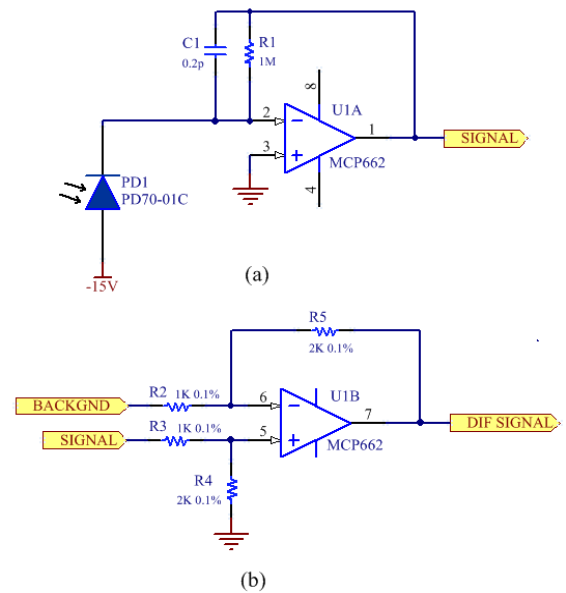 C1
0.2p
R1
1M
8
U1A
2
3
1
SIGNAL
MCP662
4
PD1
PD70-01C
-15V
(a)
R5
2K 0.1%
BACKGND
R2 1K 0.1%
6
U1B
7
DIF SIGNAL
SIGNAL
R3 1K 0.1%
5
MCP662
R4
2K 0.1%
(b)